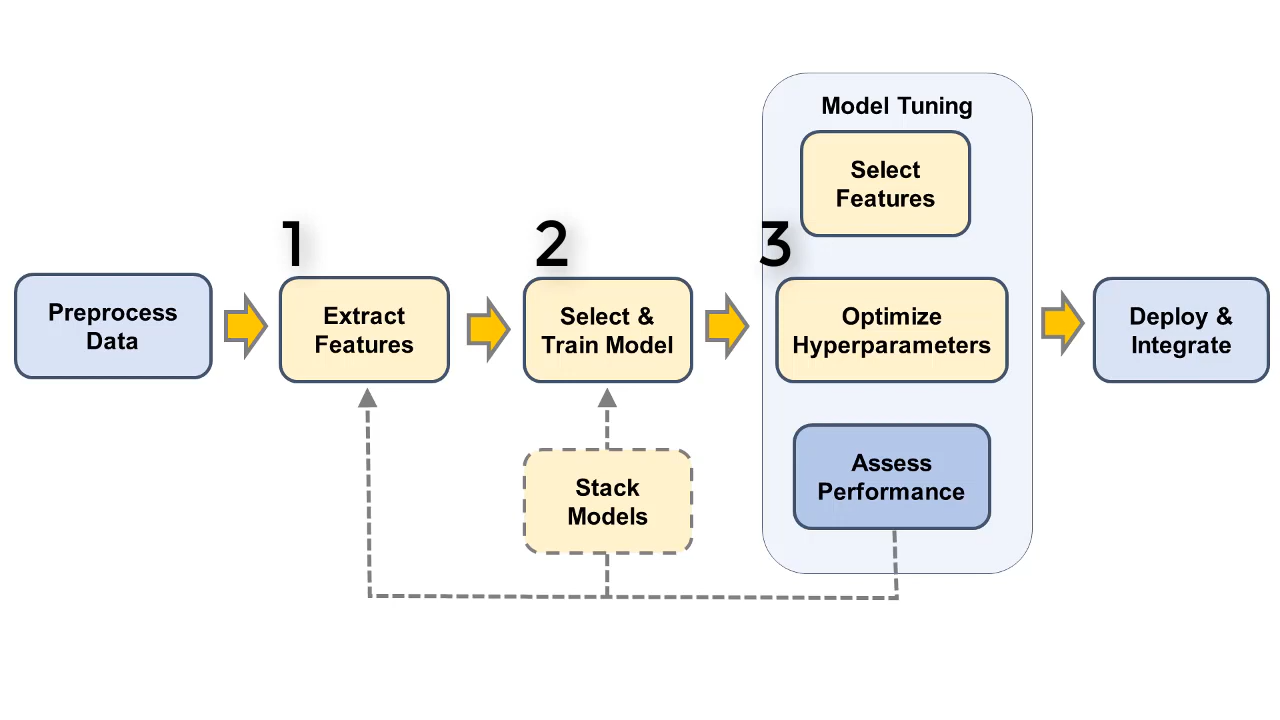 Model Tuning
Select
Features
1
2
3
Preprocess
Data
Extract
Features
Select &
Train Model
Optimize
Hyperparameters
Deploy &
Integrate
Stack
Models
Assess
Performance